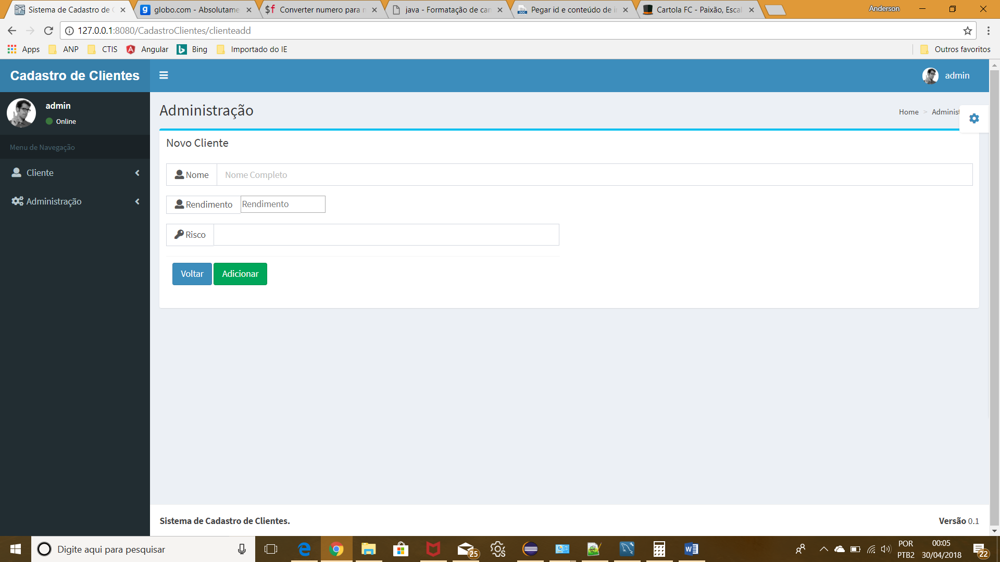 Sistema de Cadastro de C
globo.com - Absolutame
Converter numero para
java - Formatação de
Pegar id e conteúdo de
Cartola FC - Paixão, Escal
Anderson
127.0.0.1:8080/CadastroClientes/clienteadd
Apps ANP CTIS Angular Bing Importado do IE Outros favoritos
Cadastro de Clientes
admin
admin
Online
Menu de Navegação
Cliente
Administração
Administração
Home > Administ
Novo Cliente
Nome Nome Completo
Rendimento Rendimento
Risco
Voltar Adicionar
Sistema de Cadastro de Clientes.
Versão 0.1
Digite aqui para pesquisar
25
POR
PTB2
00:05
30/04/2018
22